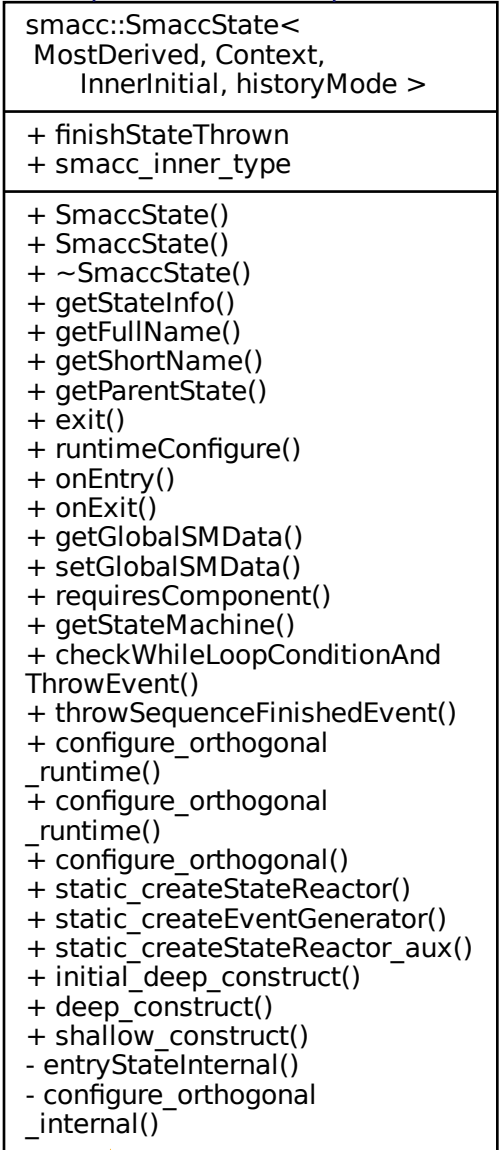 smacc::SmaccState<
MostDerived, Context,
InnerInitial, historyMode >
+ finishStateThrown
+ smacc_inner_type
+ SmaccState()
+ SmaccState()
+ ~SmaccState()
+ getStateInfo()
+ getFullName()
+ getShortName()
+ getParentState()
+ exit()
+ runtimeConfigure()
+ onEntry()
+ onExit()
+ getGlobalSMData()
+ setGlobalSMData()
+ requiresComponent()
+ getStateMachine()
+ checkWhileLoopConditionAnd
ThrowEvent()
+ throwSequenceFinishedEvent()
+ configure_orthogonal
_runtime()
+ configure_orthogonal
_runtime()
+ configure_orthogonal()
+ static_createStateReactor()
+ static_createEventGenerator()
+ static_createStateReactor_aux()
+ initial_deep_construct()
+ deep_construct()
+ shallow_construct()
- entryStateInternal()
- configure_orthogonal
_internal()